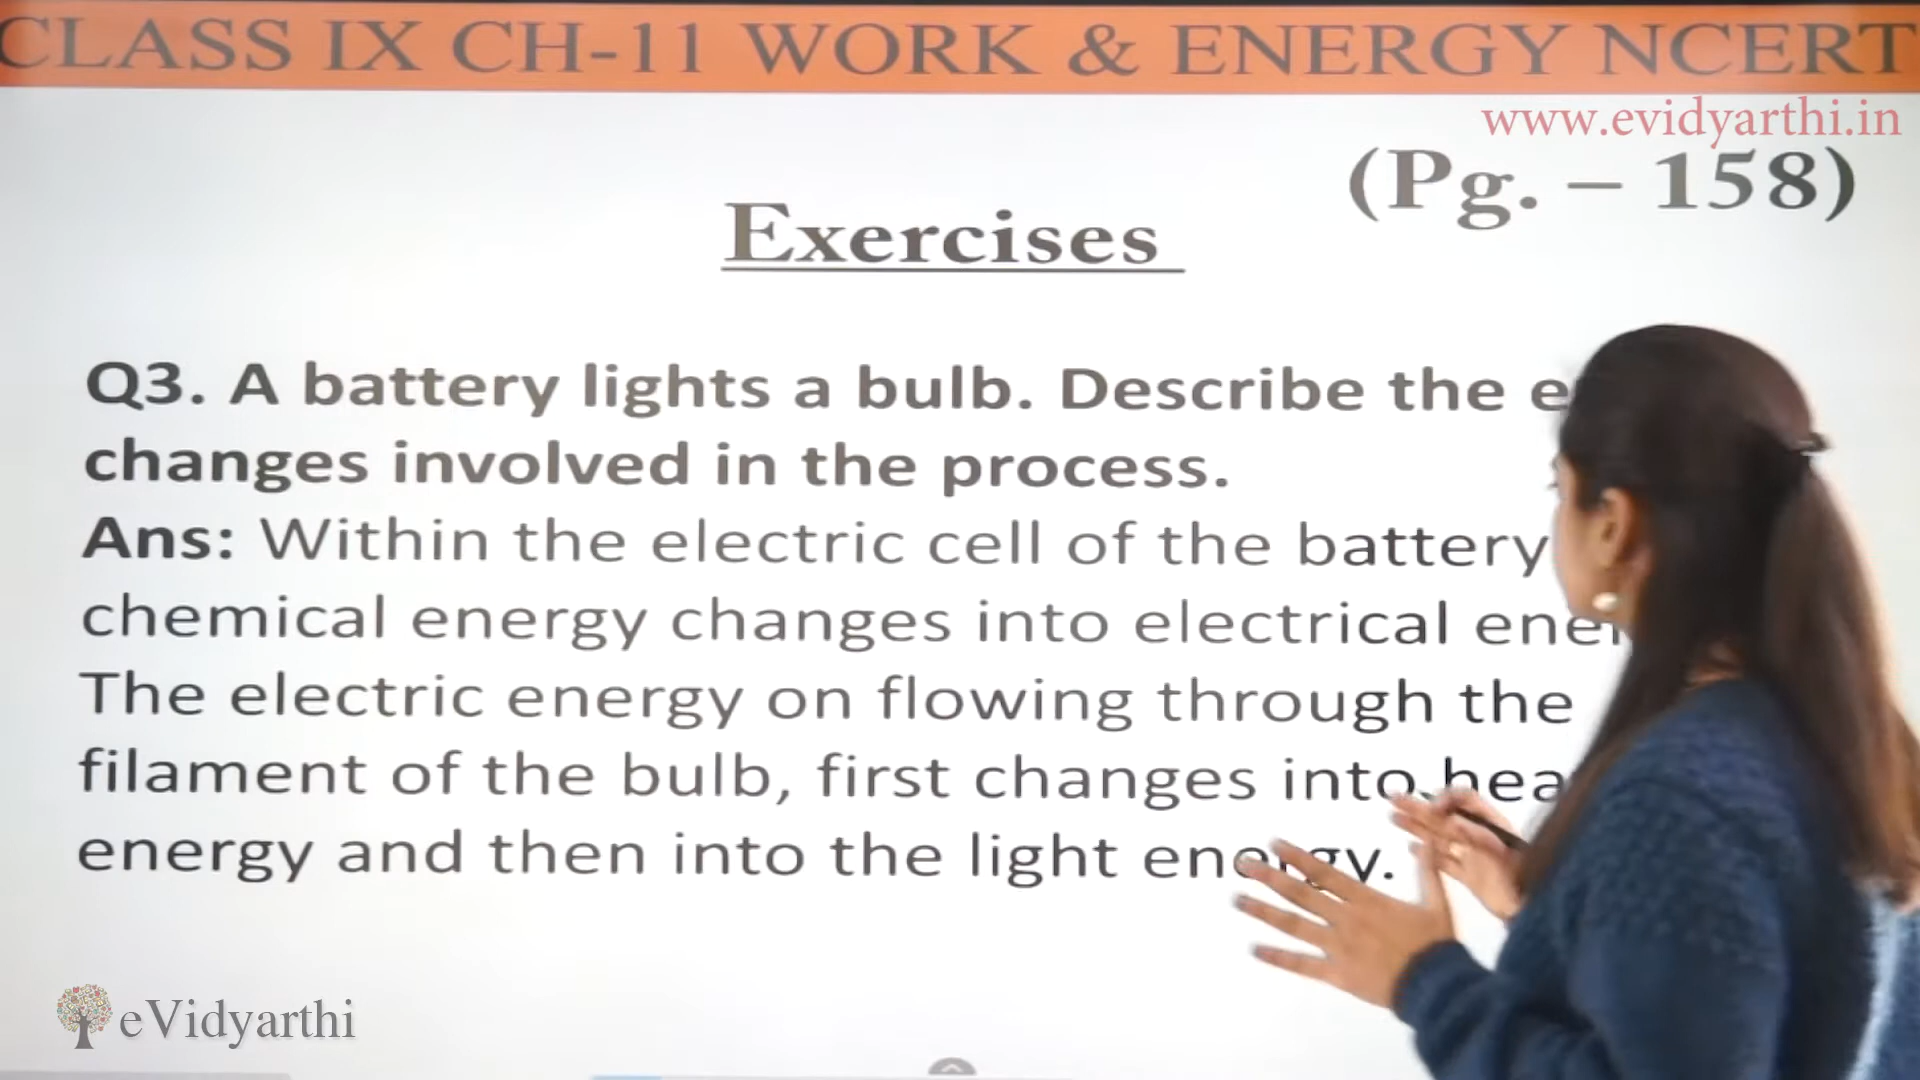 CLASS IX CH-11 WORK & ENERGY NCERT
www.evidyarthi.in
(Pg. – 158)
Exercises
Q3. A battery lights a bulb. Describe the
changes involved in the process.
Ans: Within the electric cell of the battery
chemical energy changes into electrical
The electric energy on flowing through the
filament of the bulb, first changes into
energy and then into the light energy.
eVidyarthi